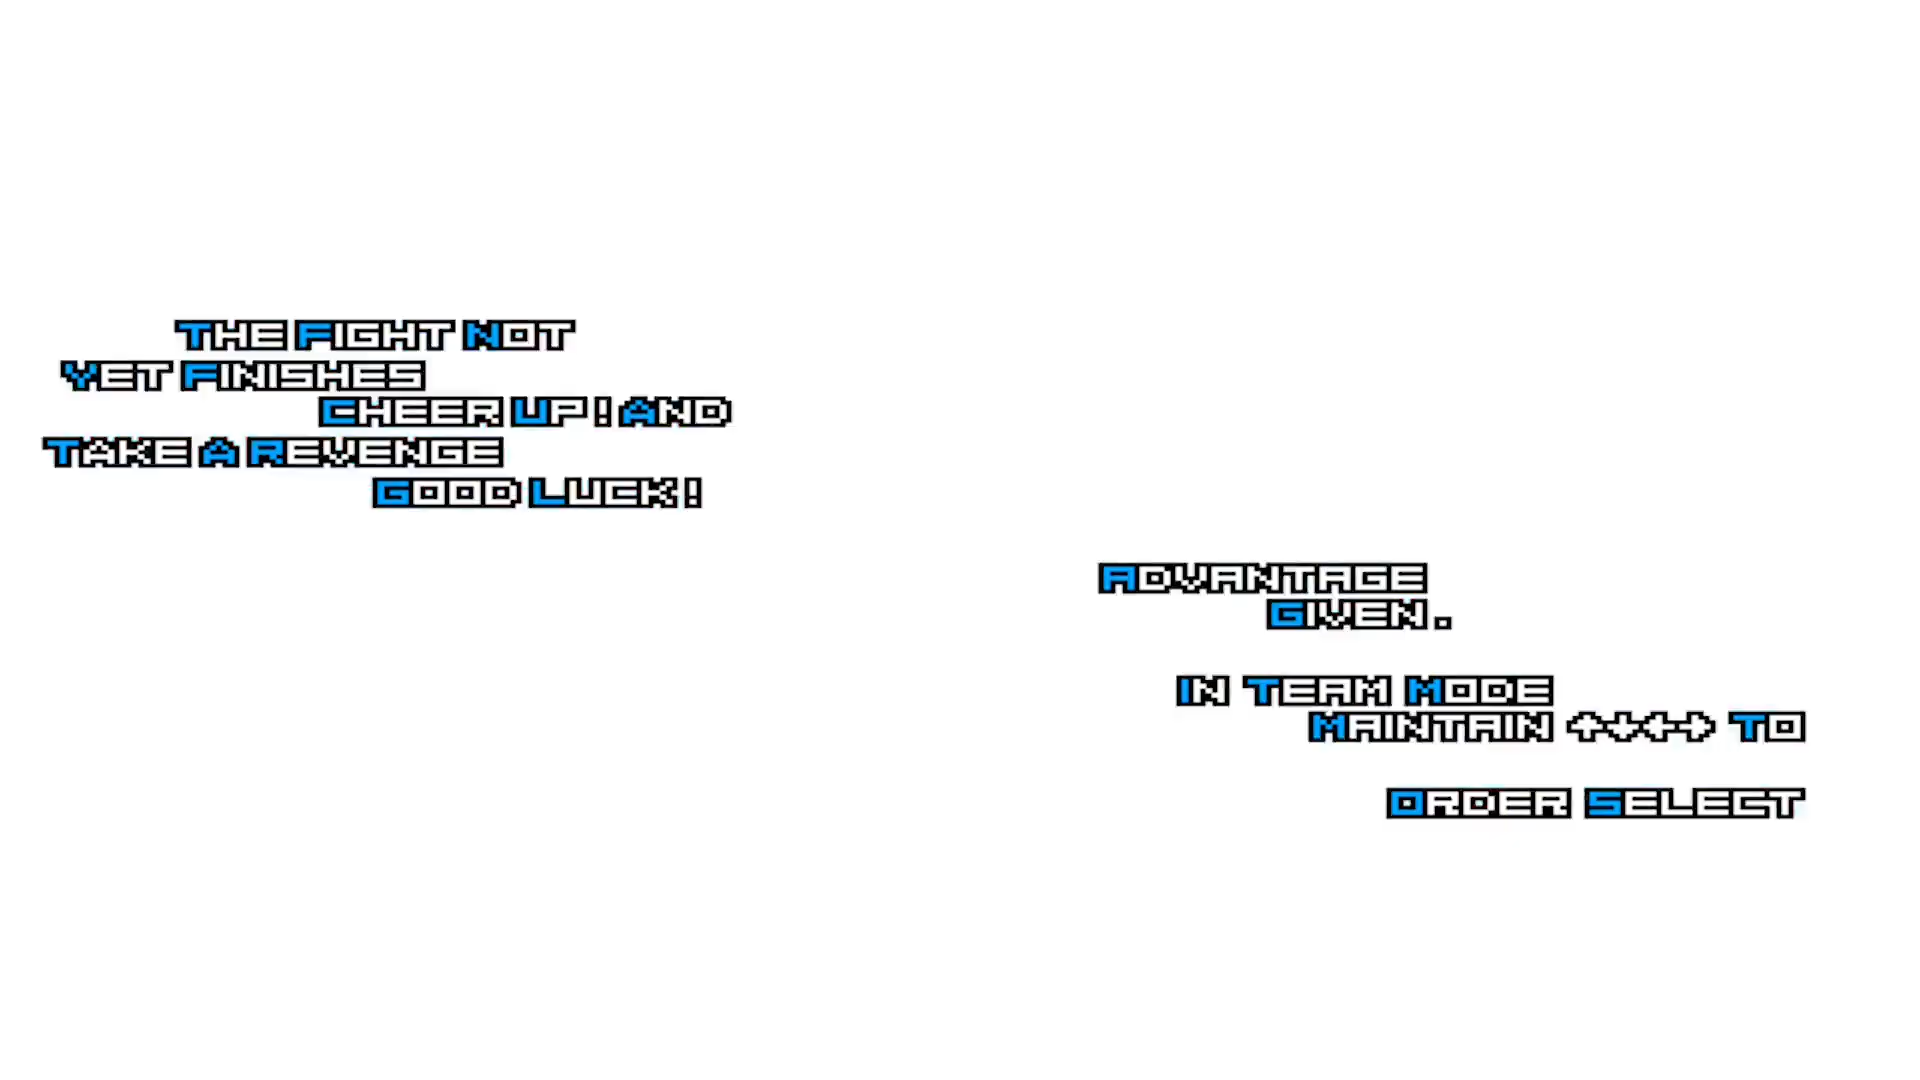 The Fight Not
Yet Finishes
Cheer Up! And
Take A Revenge
Good Luck!
Advantage
Given.
In Team Mode
Maintain ↑↓←→ To
Order Select